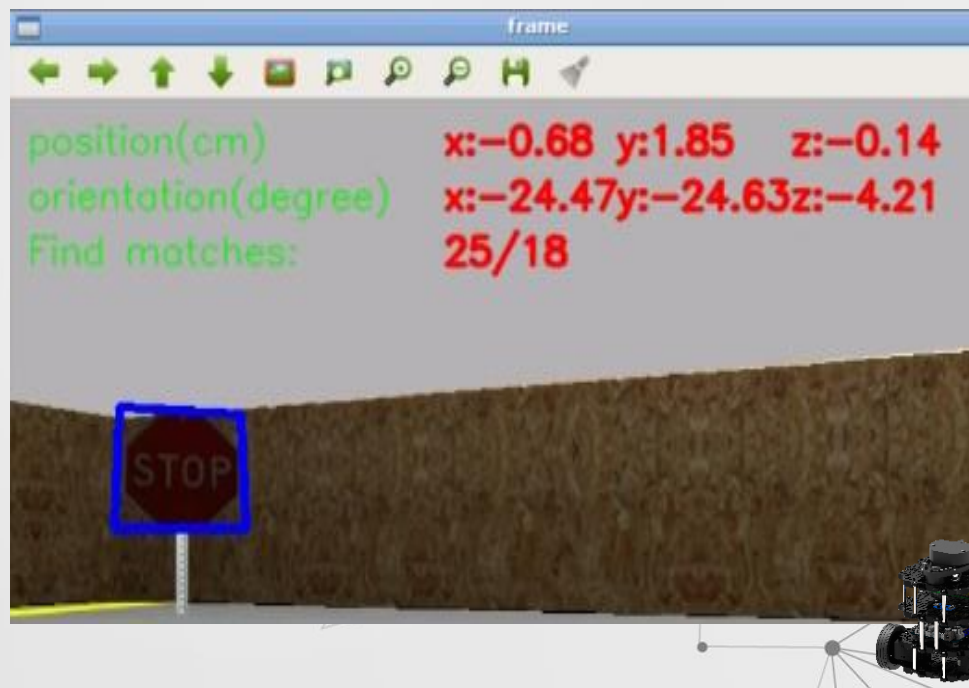 frame
position(cm) x:-0.68 y:1.85 z:-0.14
orientation(degree) x:-24.47y:-24.63z:-4.21
Find matches: 25/18
STOP